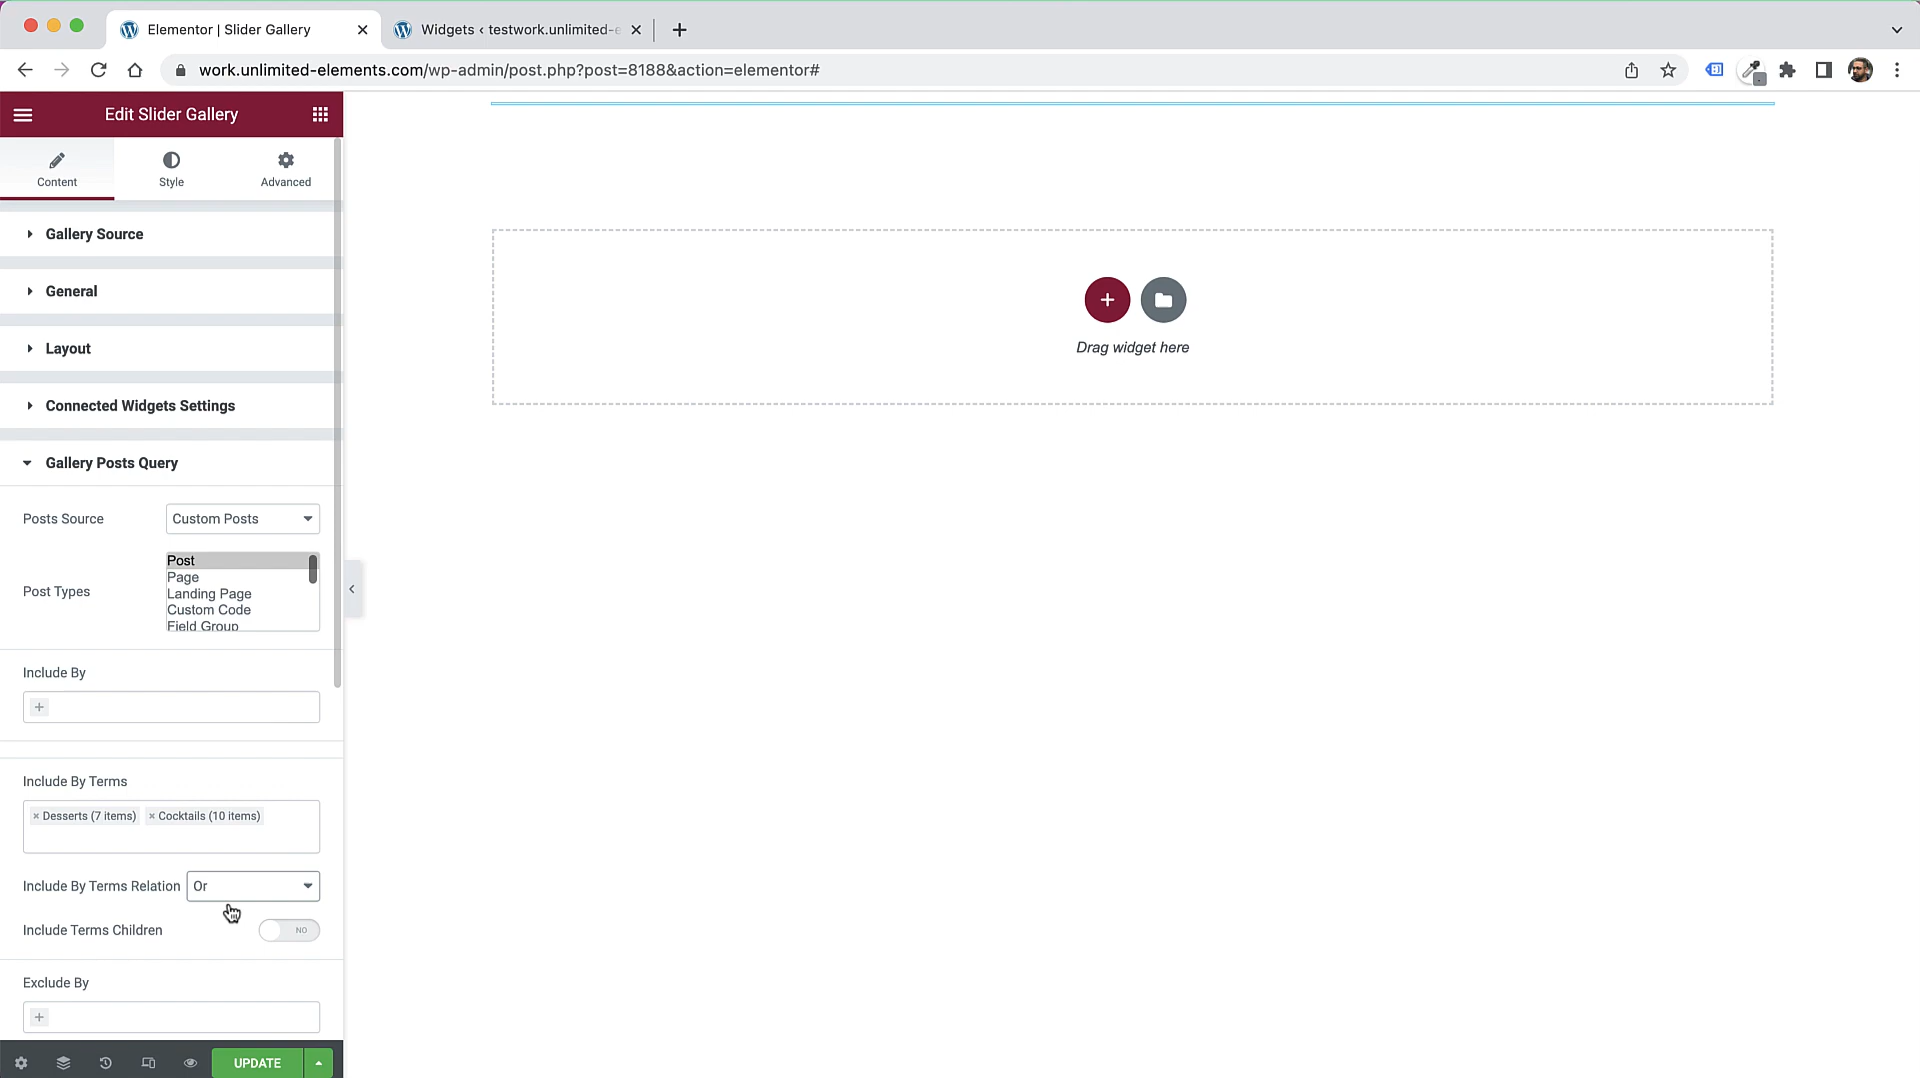 Elementor | Slider Gallery
Widgets ‹ testwork.unlimited-e
work.unlimited-elements.com/wp-admin/post.php?post=8188&action=elementor#
Edit Slider Gallery
Content
Style
Advanced
Gallery Source
General
Layout
Connected Widgets Settings
Gallery Posts Query
Posts Source
Custom Posts
Post Types
Post
Page
Landing Page
Custom Code
Field Group
Include By
+
Include By Terms
× Desserts (7 items) × Cocktails (10 items)
Include By Terms Relation Or
Include Terms Children NO
Exclude By
+
UPDATE
Drag widget here